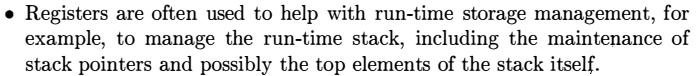 • Registers are often used to help with run-time storage management, for
example, to manage the run-time stack, including the maintenance of
stack pointers and possibly the top elements of the stack itself.